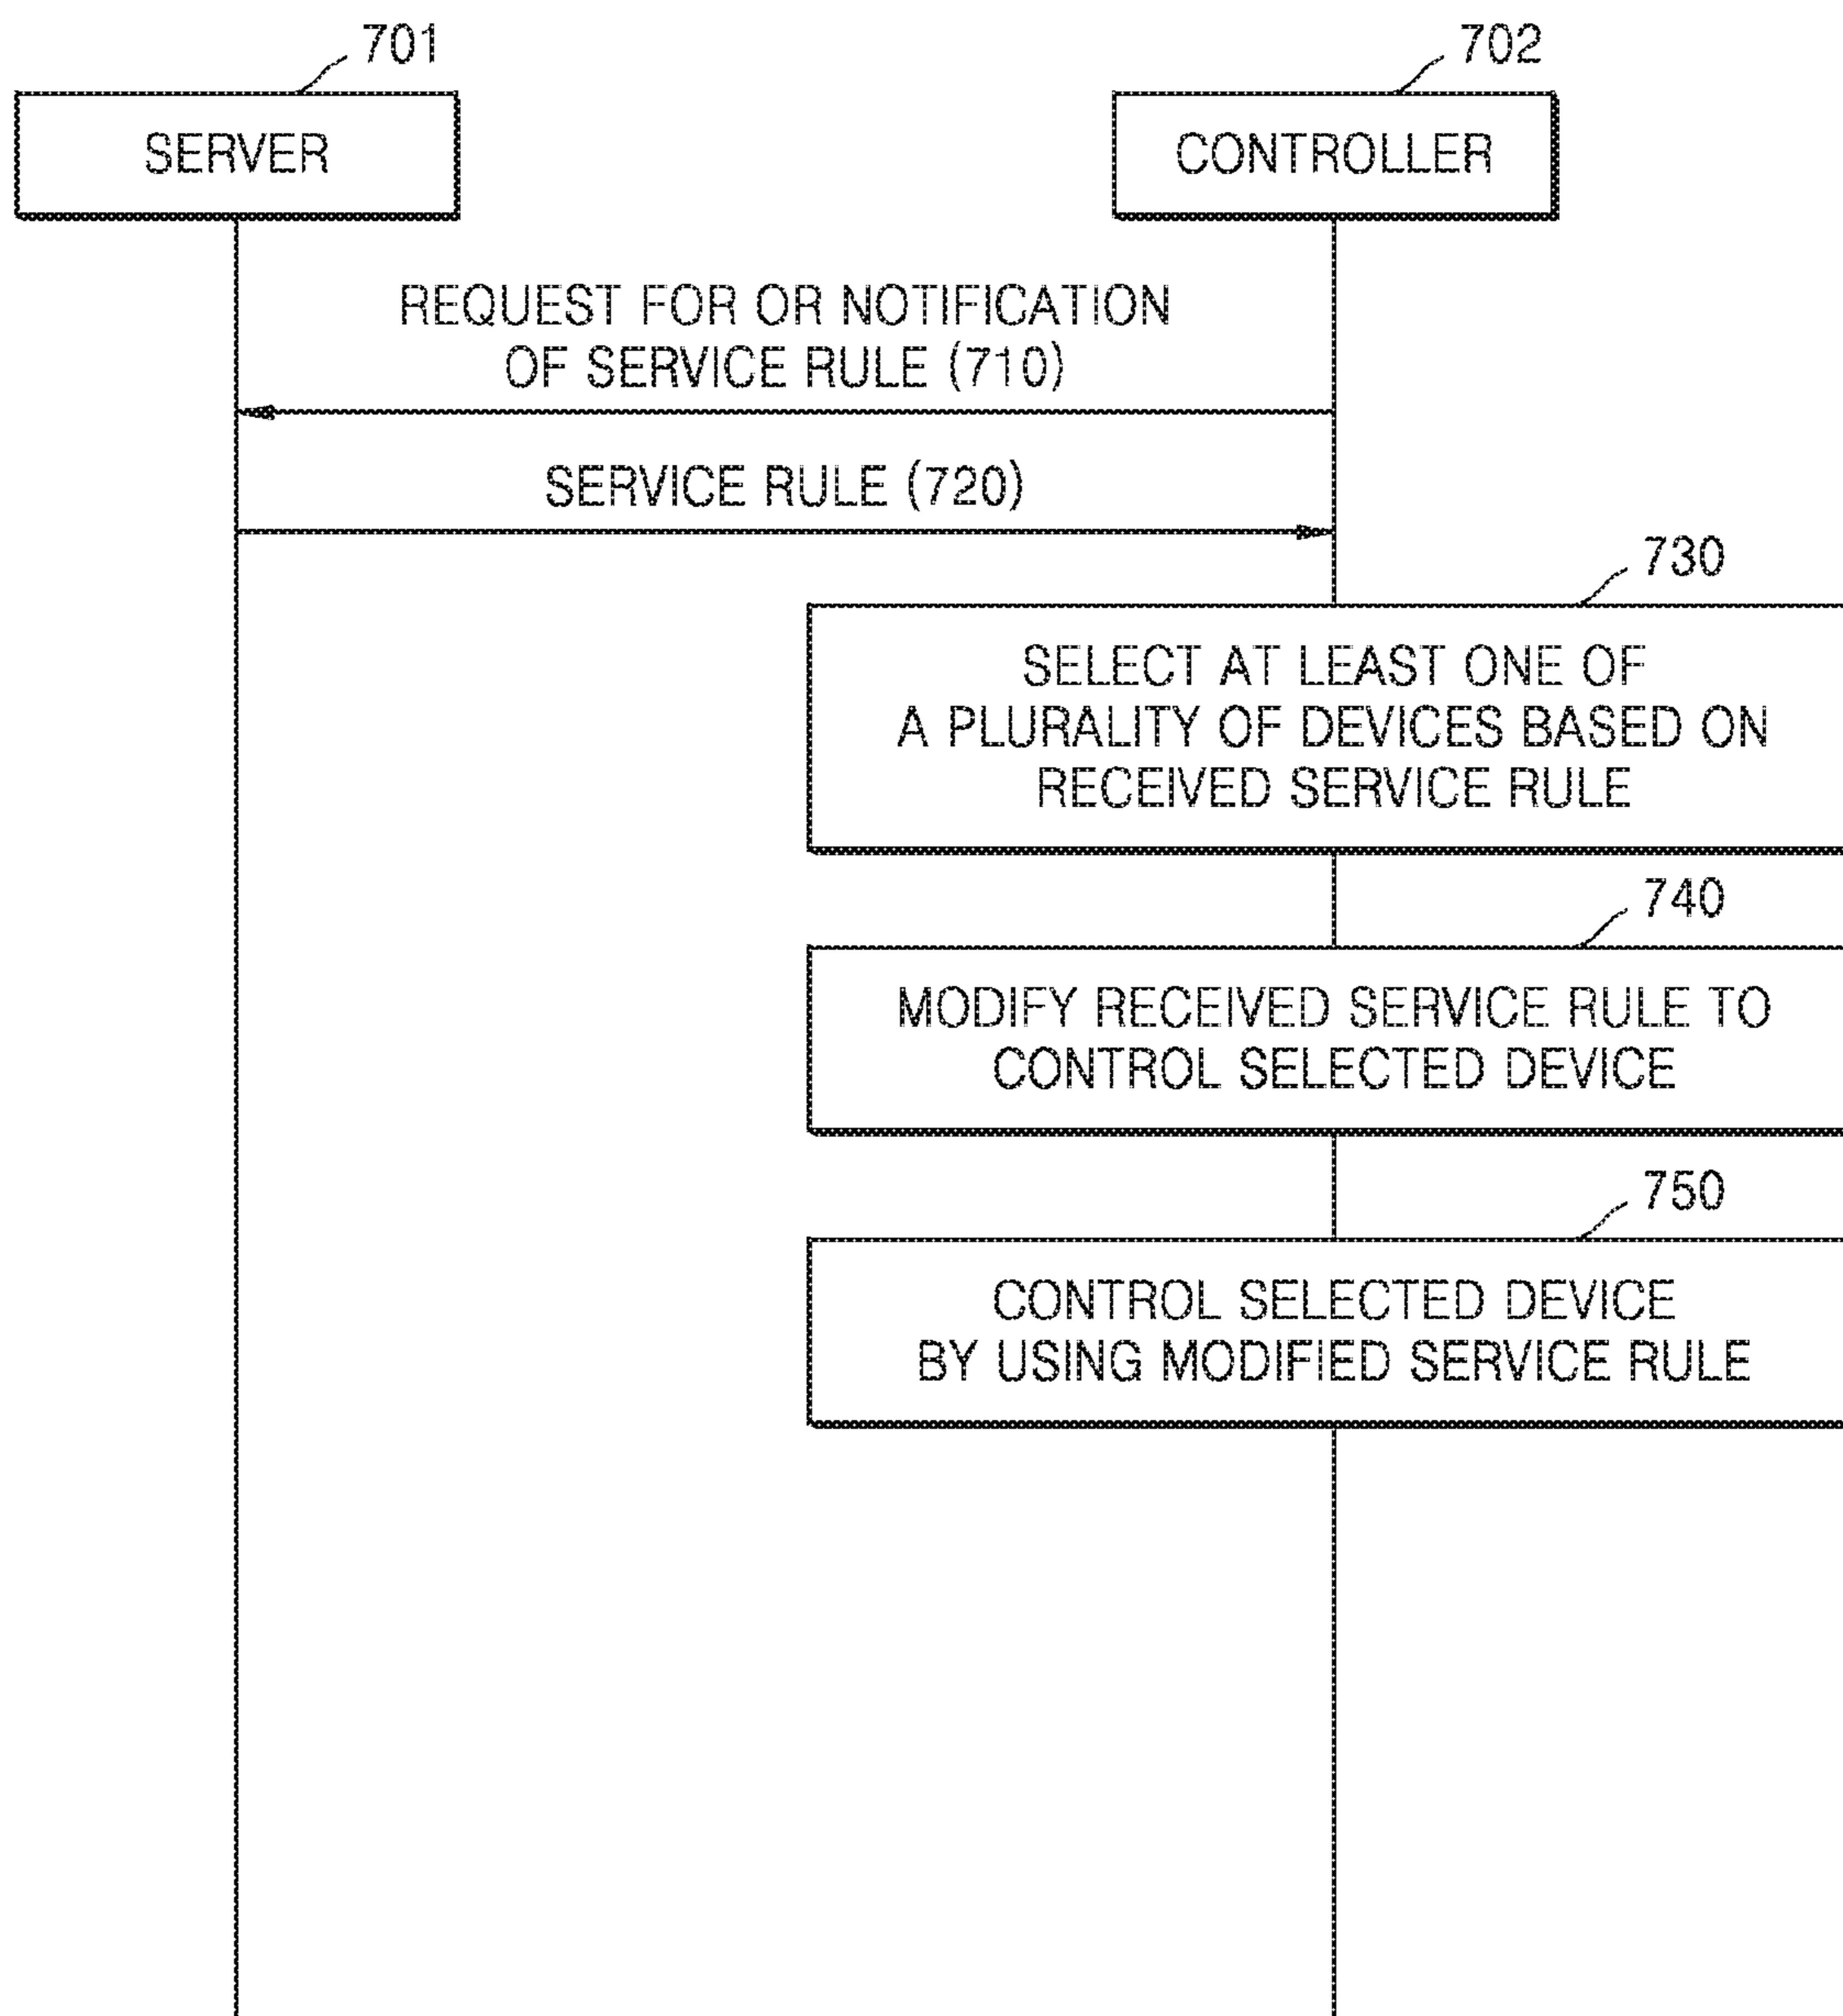 701
702
SERVER
CONTROLLER
REQUEST FOR OR NOTIFICATION
OF SERVICE RULE (710)
SERVICE RULE (720)
730
SELECT AT LEAST ONE OF
A PLURALITY OF DEVICES BASED ON
RECEIVED SERVICE RULE
740
MODIFY RECEIVED SERVICE RULE TO
CONTROL SELECTED DEVICE
750
CONTROL SELECTED DEVICE
BY USING MODIFIED SERVICE RULE